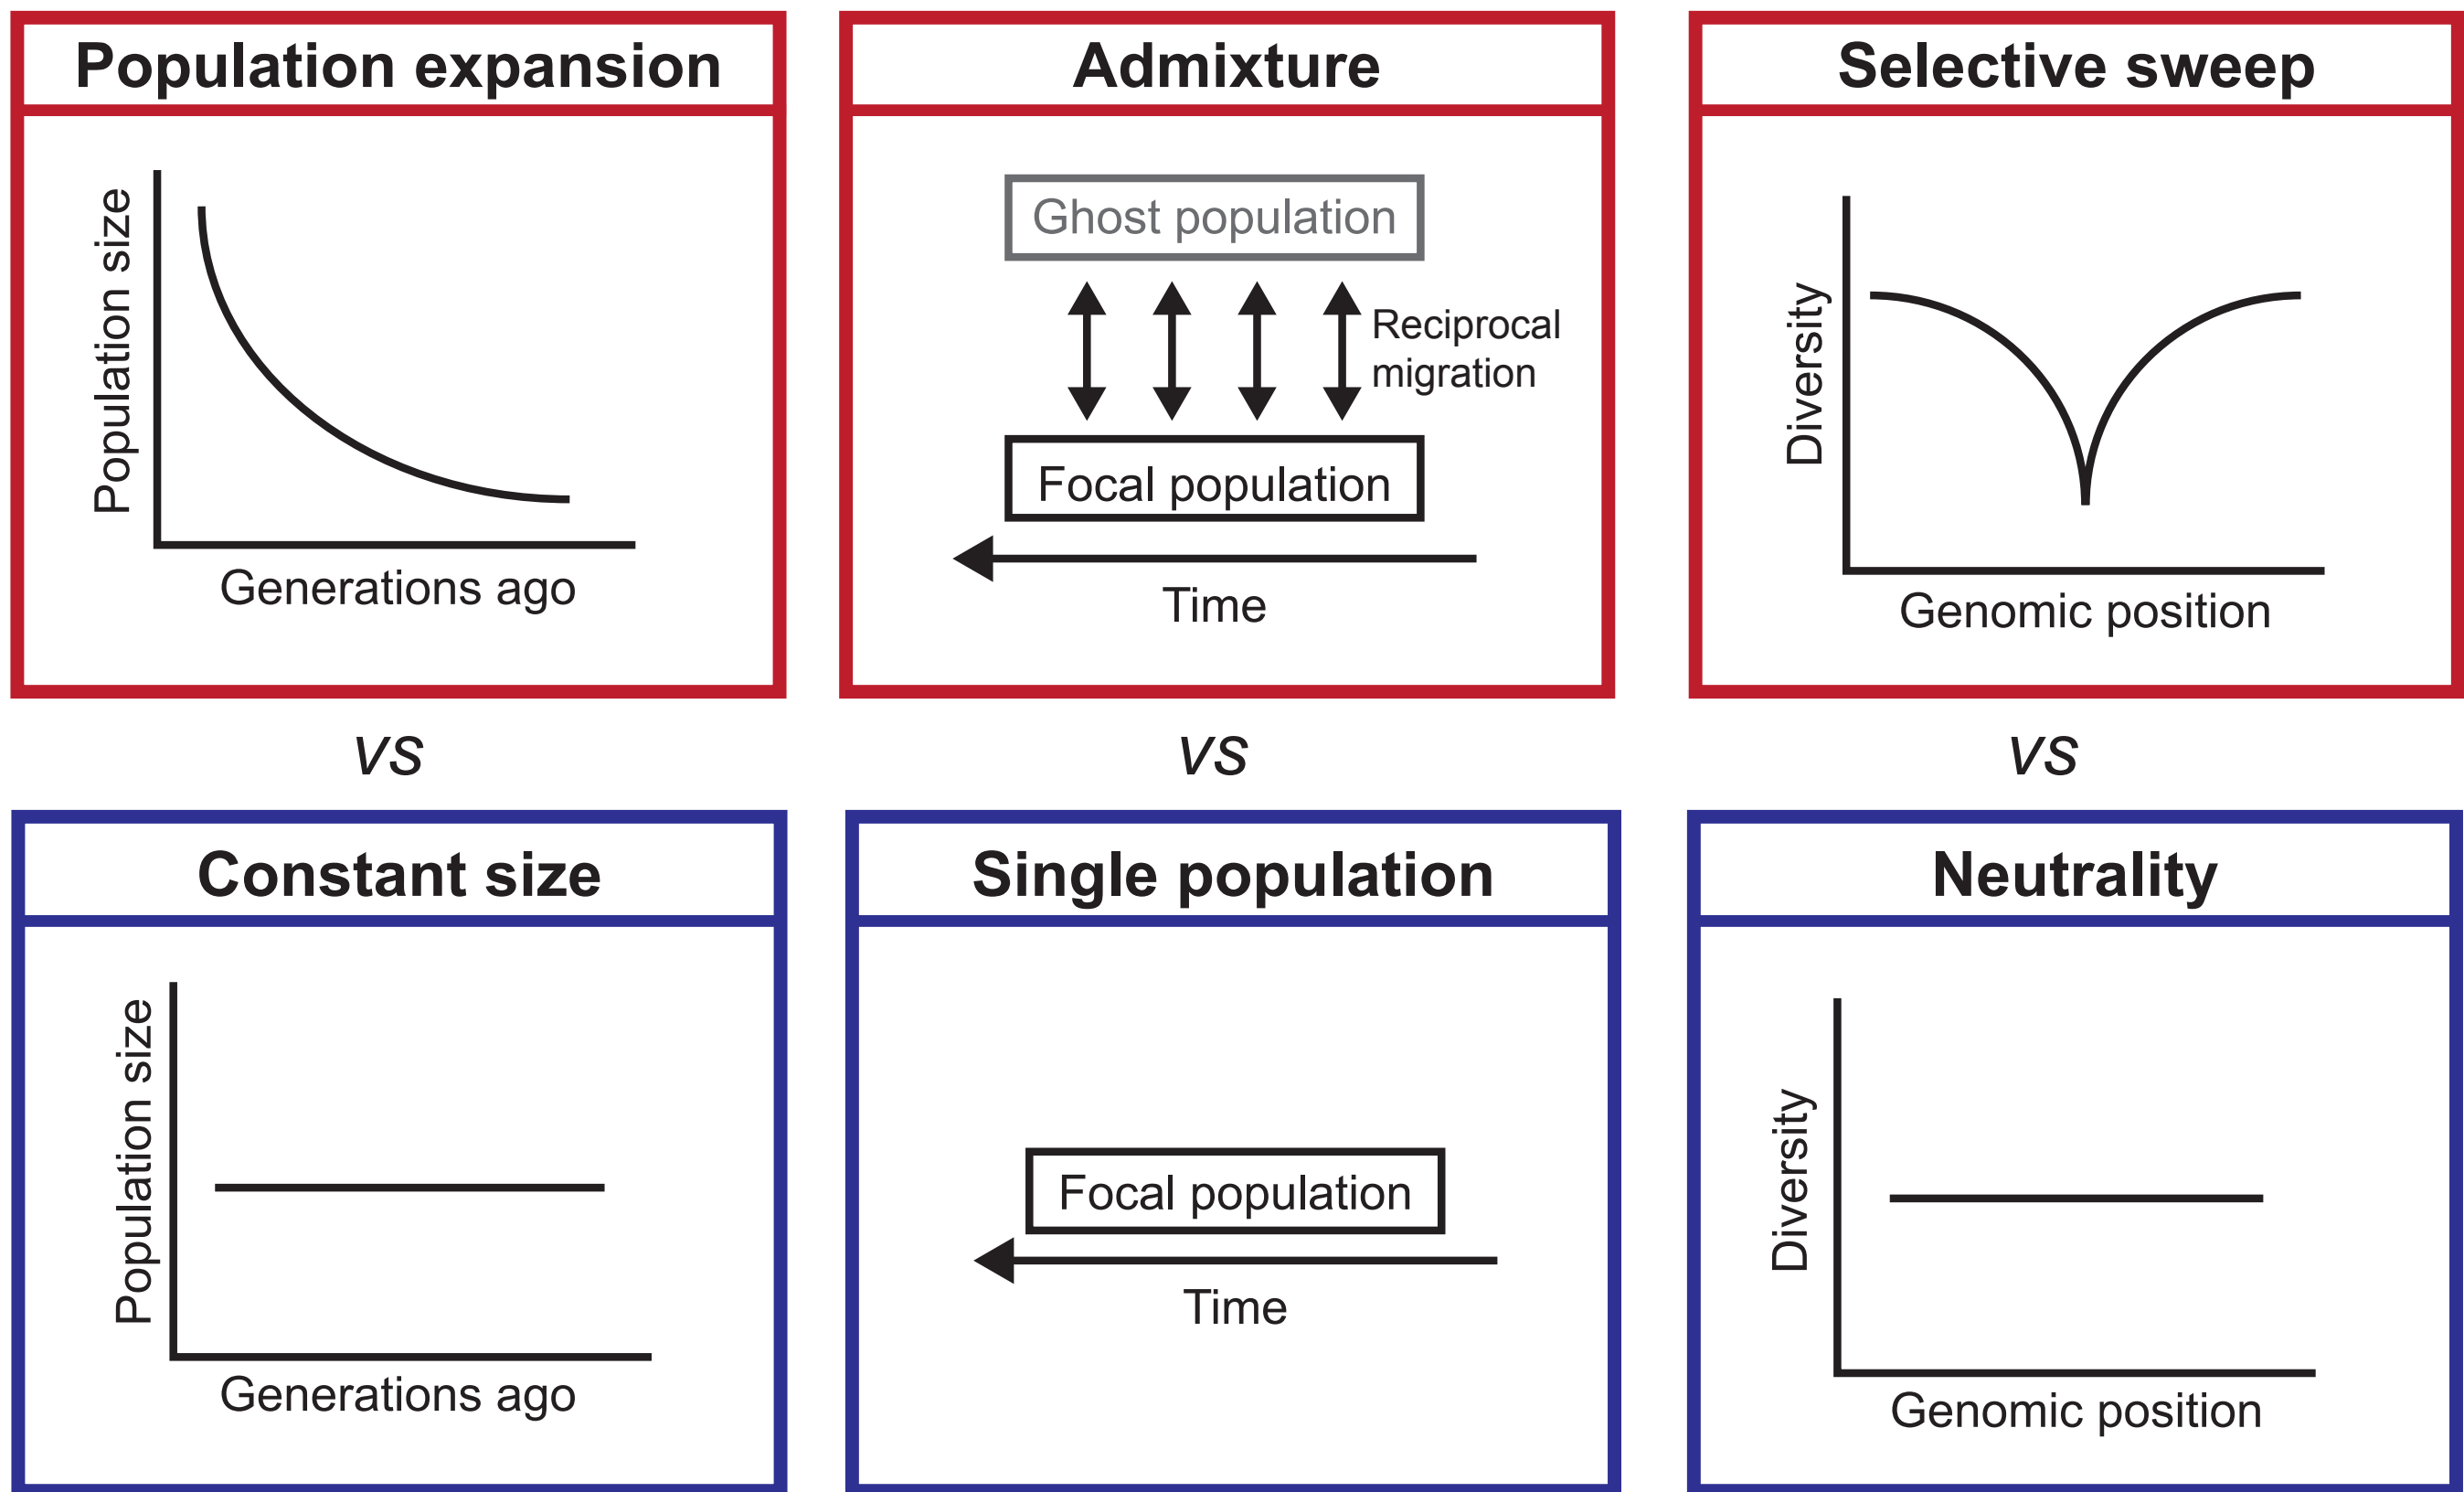 Population expansion
Population size
Generations ago
Admixture
Ghost population
Reciprocal
migration
Focal population
Time
Selective sweep
Diversity
Genomic position
vs
vs
vs
Constant size
Population size
Generations ago
Single population
Focal population
Time
Neutrality
Diversity
Genomic position